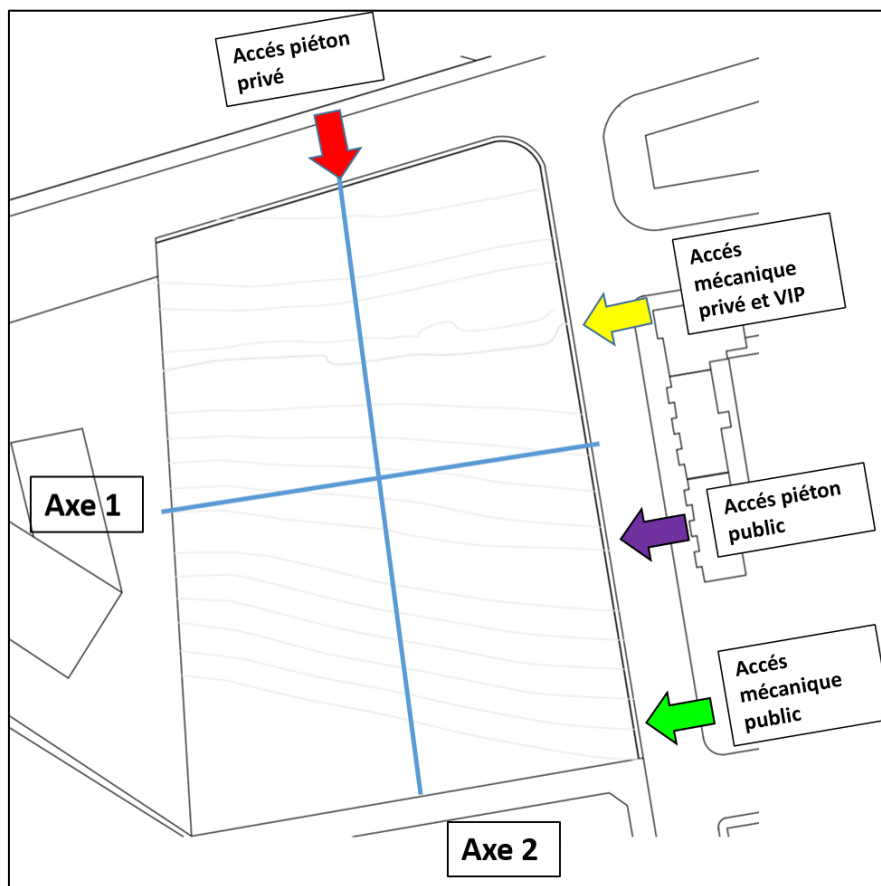 Accés piéton
privé
Accés
mécanique
privé et VIP
Axe 1
Accés piéton
public
Accés
mécanique
public
Axe 2